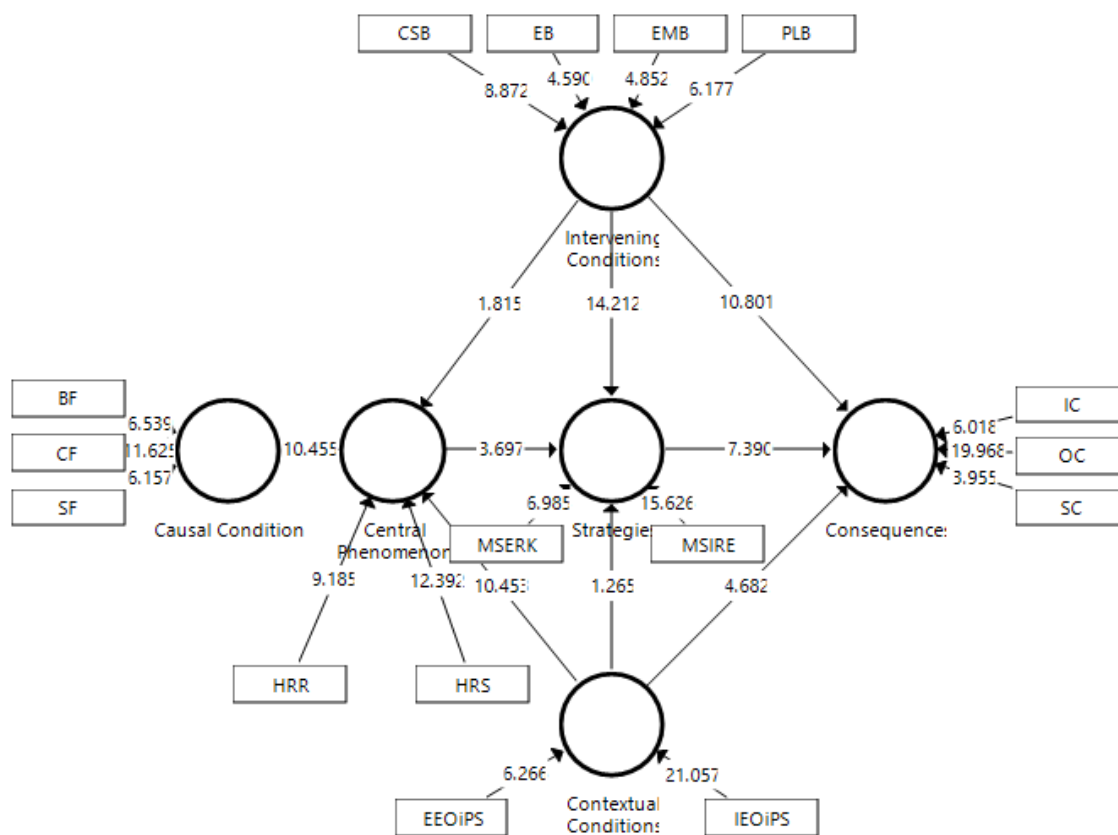 CSB
EB
EMB
PLB
8.872
4.590
4.852
6.177
Intervening
Conditions
1.815
14.212
10.801
BF
CF
SF
6.539
11.625
6.157
10.455
3.697
7.390
IC
OC
SC
6.018
19.968
3.955
Causal Condition
Central
Phenomenon
Strategies
Consequences
6.985
15.626
MSERK
MSIRE
9.185
12.392
10.453
1.265
4.682
HRR
HRS
6.266
21.057
EEOiPS
Contextual
Conditions
IEOiPS